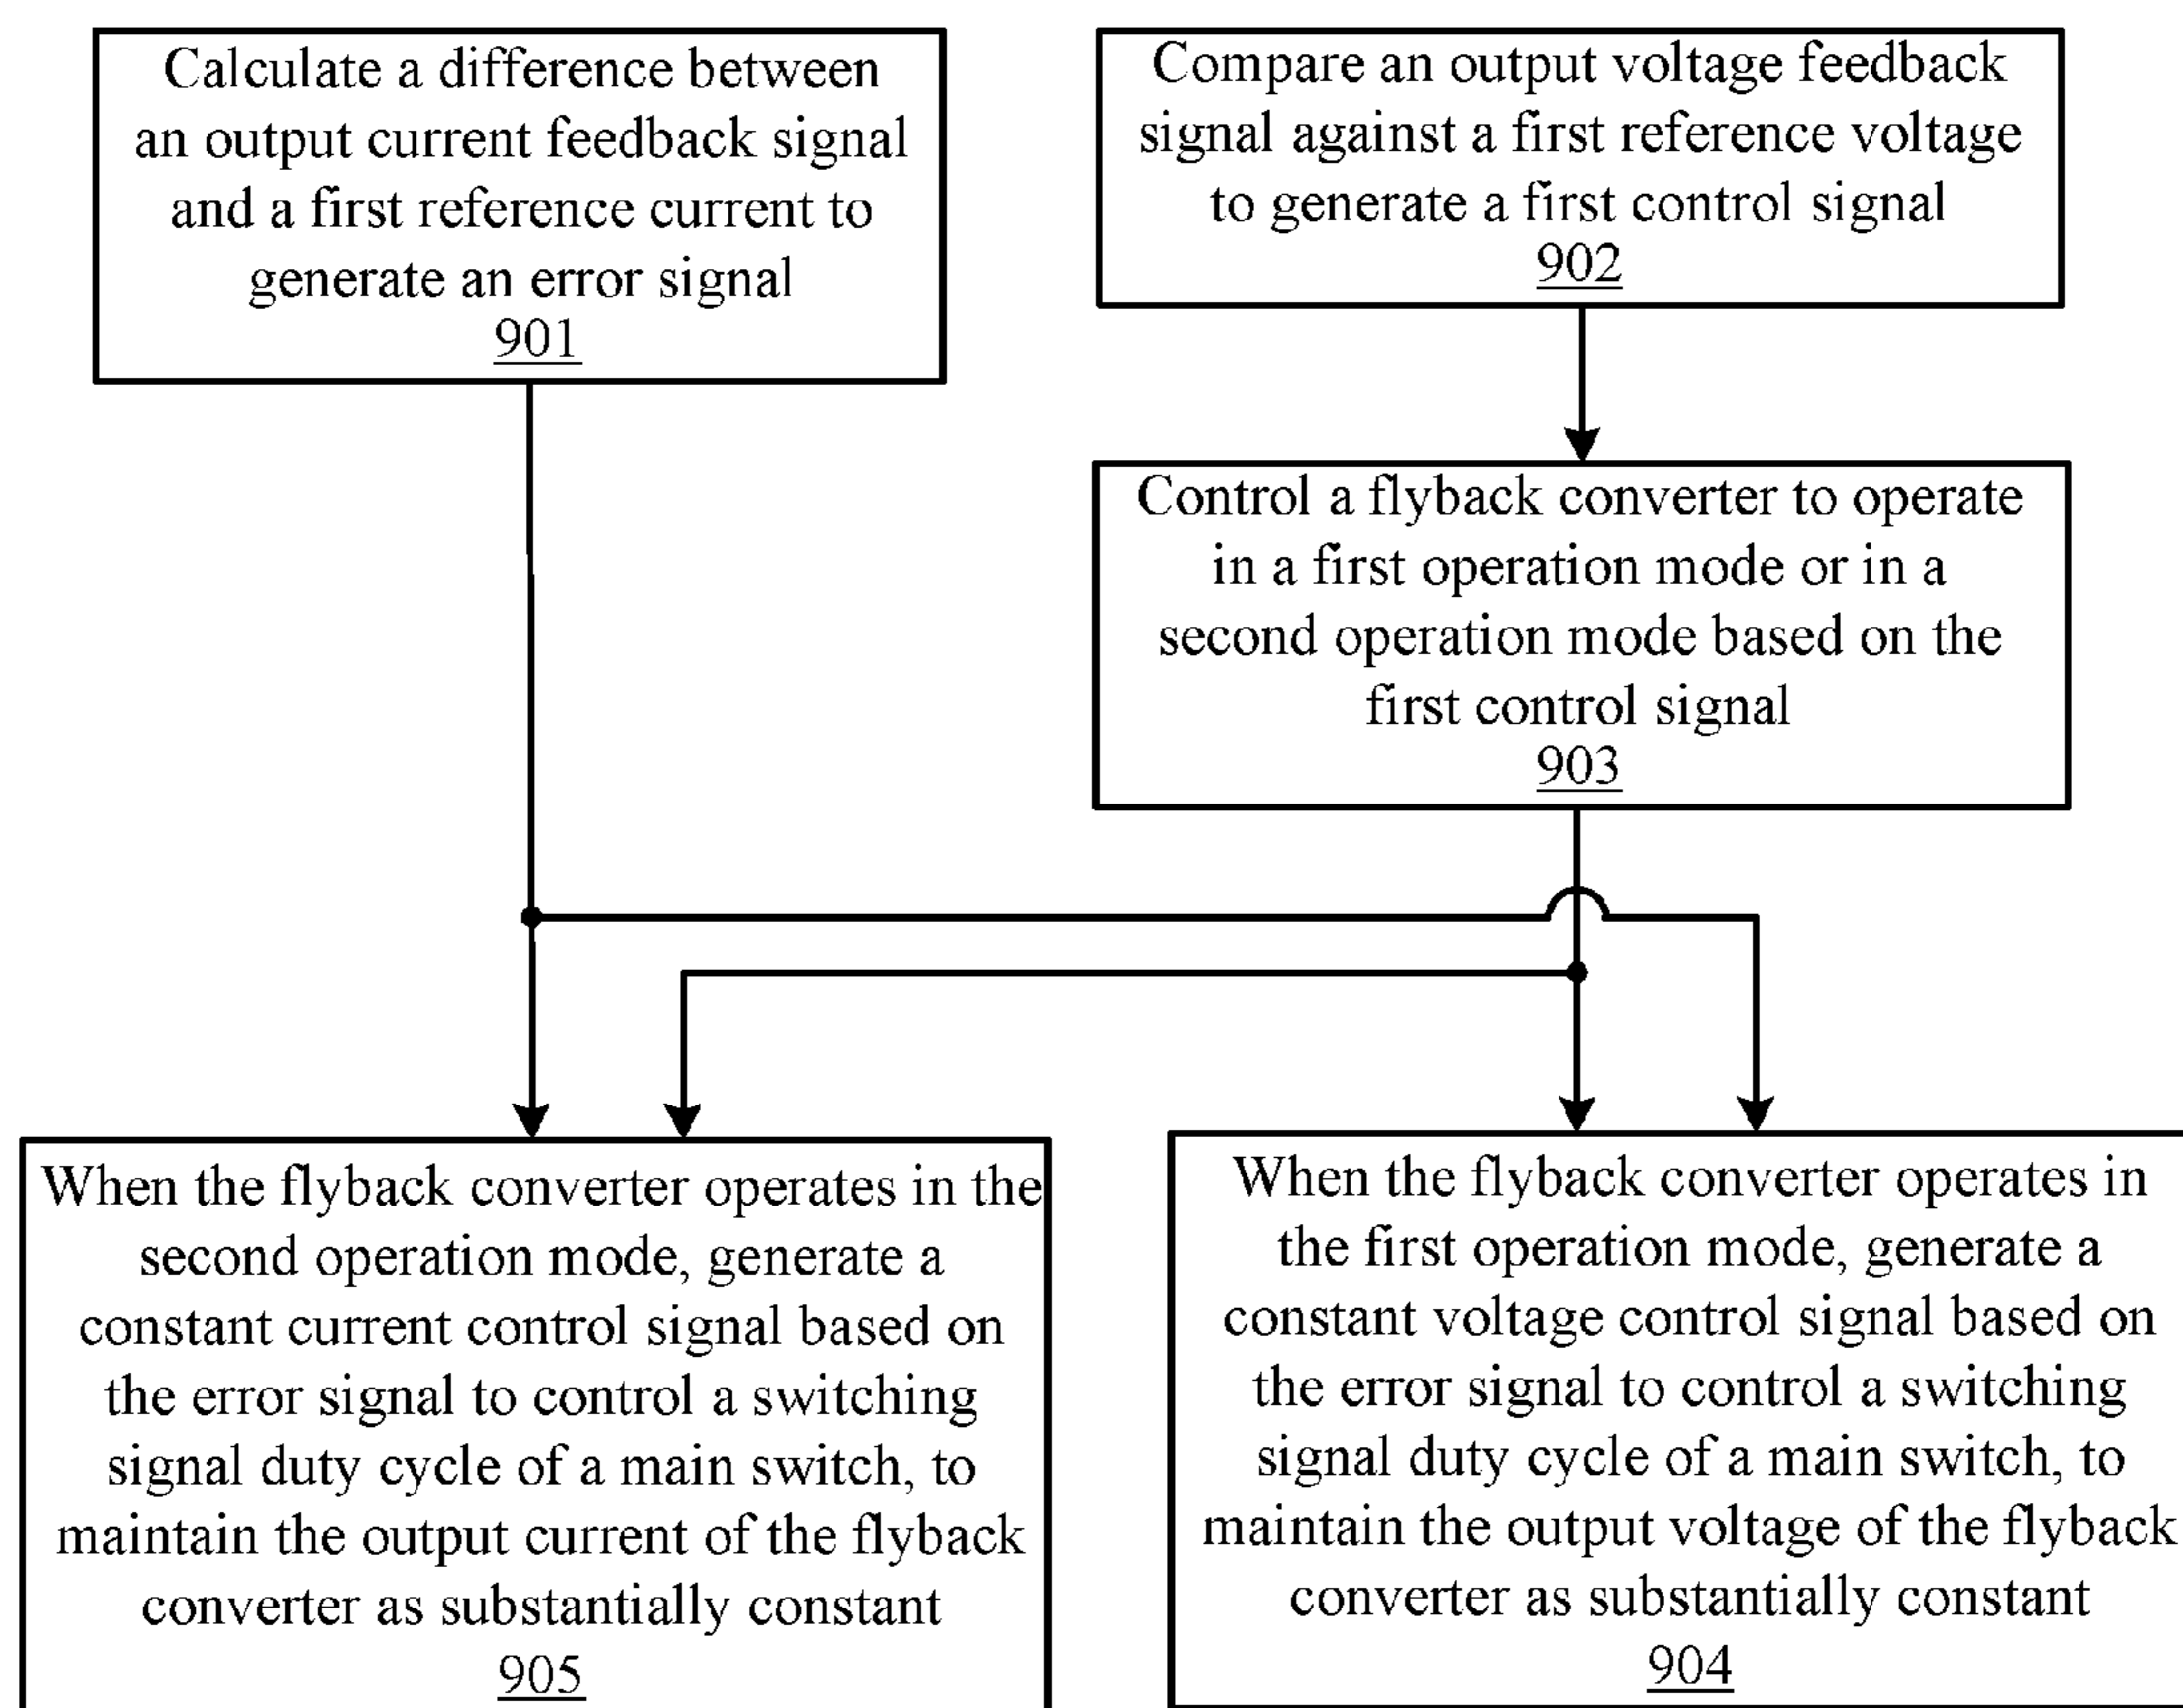 Calculate a difference between
an output current feedback signal
and a first reference current to
generate an error signal
901
Compare an output voltage feedback
signal against a first reference voltage
to generate a first control signal
902
Control a flyback converter to operate
in a first operation mode or in a
second operation mode based on the
first control signal
903
When the flyback converter operates in the
second operation mode, generate a
constant current control signal based on
the error signal to control a switching
signal duty cycle of a main switch, to
maintain the output current of the flyback
converter as substantially constant
905
When the flyback converter operates in
the first operation mode, generate a
constant voltage control signal based on
the error signal to control a switching
signal duty cycle of a main switch, to
maintain the output voltage of the flyback
converter as substantially constant
904